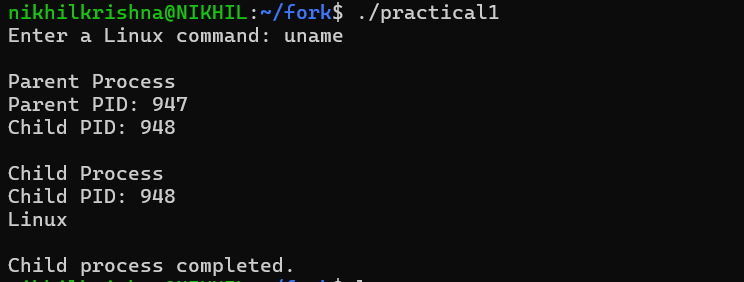 nikhilkrishna@NIKHIL:~/fork$ ./practical1
Enter a Linux command: uname
Parent Process
Parent PID: 947
Child PID: 948
Child Process
Child PID: 948
Linux
Child process completed.